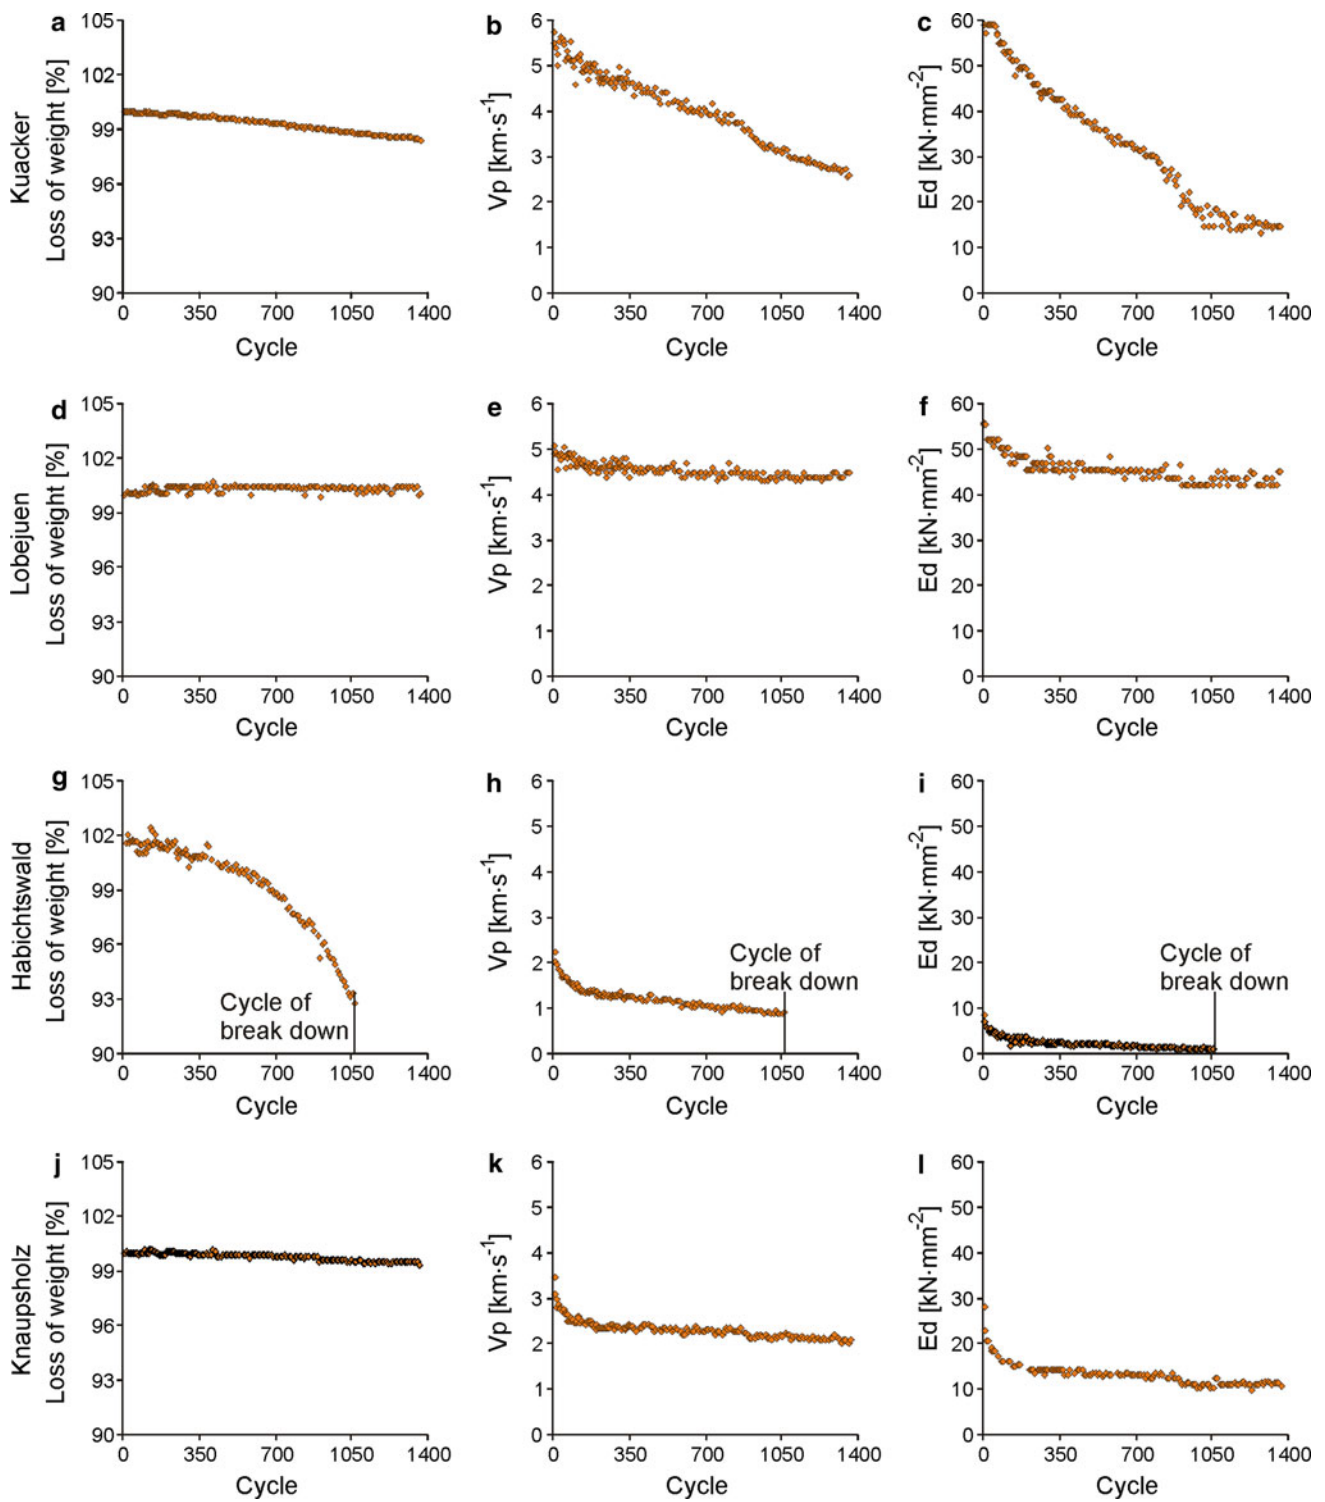 a
Kuacker
Loss of weight [%]
105
102
99
96
93
90
0 350 700 1050 1400
Cycle
b
Vp [km·s⁻¹]
6
5
4
3
2
1
0
0 350 700 1050 1400
Cycle
c
Ed [kN·mm⁻²]
60
50
40
30
20
10
0
0 350 700 1050 1400
Cycle
d
Lobejuen
Loss of weight [%]
105
102
99
96
93
90
0 350 700 1050 1400
Cycle
e
Vp [km·s⁻¹]
6
5
4
3
2
1
0
0 350 700 1050 1400
Cycle
f
Ed [kN·mm⁻²]
60
50
40
30
20
10
0
0 350 700 1050 1400
Cycle
g
Habichtswald
Loss of weight [%]
105
102
99
96
93
90
Cycle of
break down
0 350 700 1050 1400
Cycle
h
Vp [km·s⁻¹]
6
5
4
3
2
1
0
Cycle of
break down
0 350 700 1050 1400
Cycle
i
Ed [kN·mm⁻²]
60
50
40
30
20
10
0
Cycle of
break down
0 350 700 1050 1400
Cycle
j
Knaupsholz
Loss of weight [%]
105
102
99
96
93
90
0 350 700 1050 1400
Cycle
k
Vp [km·s⁻¹]
6
5
4
3
2
1
0
0 350 700 1050 1400
Cycle
l
Ed [kN·mm⁻²]
60
50
40
30
20
10
0
0 350 700 1050 1400
Cycle